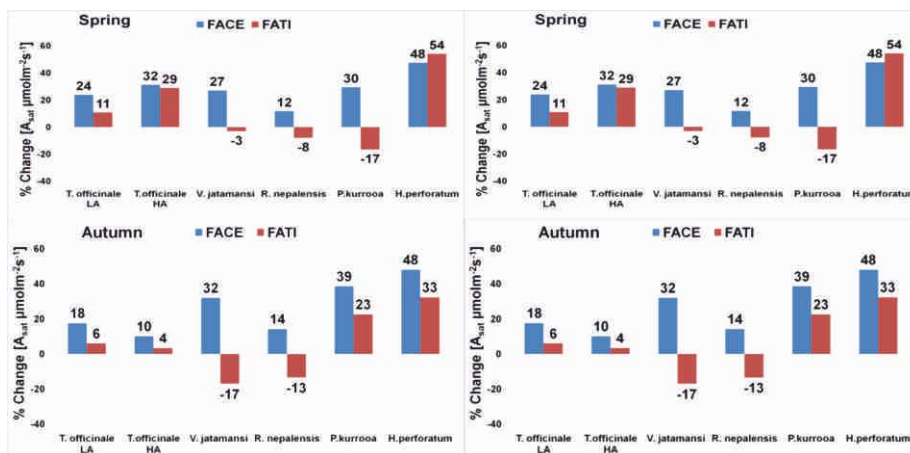 Spring FACE FATI
% Change [Asat µmolm-2s-1]
60
40
20
0
-20
-40
24 11 32 29 27 -3 12 -8 30 -17 48 54
T. officinale LA T.officinale HA V. jatamansi R. nepalensis P.kurrooa H.perforatum
Spring FACE FATI
% Change [Asat µmolm-2s-1]
60
40
20
0
-20
-40
24 11 32 29 27 -3 12 -8 30 -17 48 54
T. officinale LA T.officinale HA V. jatamansi R. nepalensis P.kurrooa H.perforatum
Autumn FACE FATI
% Change [Asat µmolm-2s-1]
60
40
20
0
-20
-40
18 6 10 4 32 -17 14 -13 39 23 48 33
T. officinale LA T.officinale HA V. jatamansi R. nepalensis P.kurrooa H.perforatum
Autumn FACE FATI
% Change [Asat µmolm-2s-1]
60
40
20
0
-20
-40
18 6 10 4 32 -17 14 -13 39 23 48 33
T. officinale LA T.officinale HA V. jatamansi R. nepalensis P.kurrooa H.perforatum